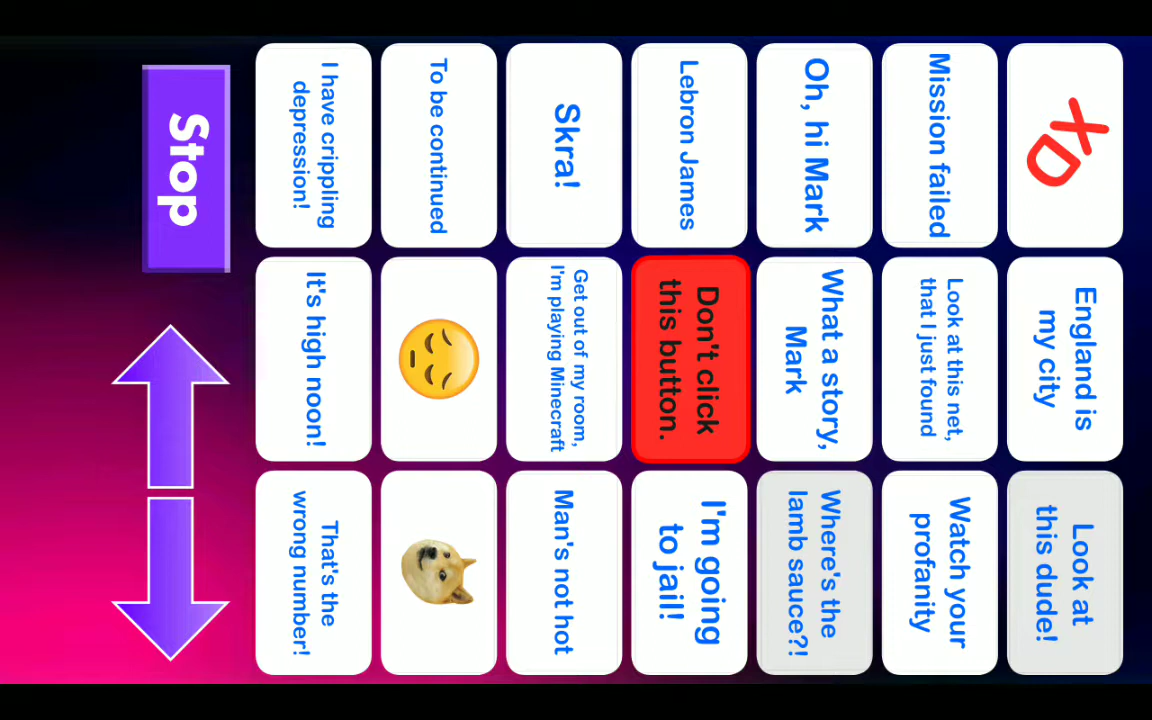 XD
England is
my city
Look at
this dude!
Mission failed
Look at this net,
that I just found
Watch your
profanity
Oh, hi Mark
What a story,
Mark
Where's the
lamb sauce?!
Lebron James
Don't click
this button.
I'm going
to jail!
Skra!
Get out of my room,
I'm playing Minecraft
Man's not hot
To be continued
I have crippling
depression!
It's high noon!
That's the
wrong number!
Stop